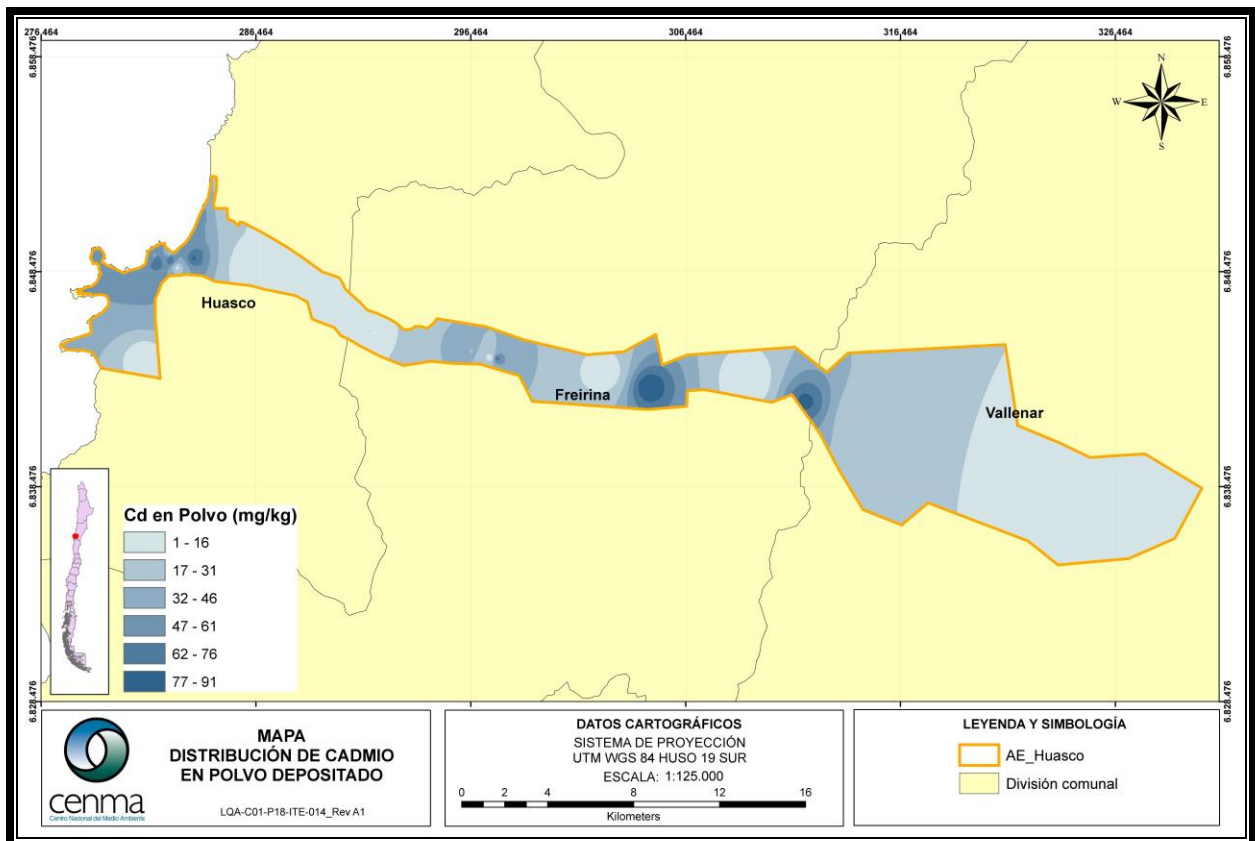 276,464 286,464 296,464 306,464 316,464 326,464
6.858.476 6.858.476
N
W E
S
6.848.476 6.848.476
Huasco
Freirina
Vallenar
6.838.476 6.838.476
Cd en Polvo (mg/kg)
1 - 16
17 - 31
32 - 46
47 - 61
62 - 76
77 - 91
6.828.476 6.828.476
cenma
Centro Nacional del Medio Ambiente
MAPA
DISTRIBUCIÓN DE CADMIO
EN POLVO DEPOSITADO
LQA-C01-P18-ITE-014_Rev A1
DATOS CARTOGRÁFICOS
SISTEMA DE PROYECCIÓN
UTM WGS 84 HUSO 19 SUR
ESCALA: 1:125.000
0 2 4 8 12 16
Kilometers
LEYENDA Y SIMBOLOGÍA
AE_Huasco
División comunal